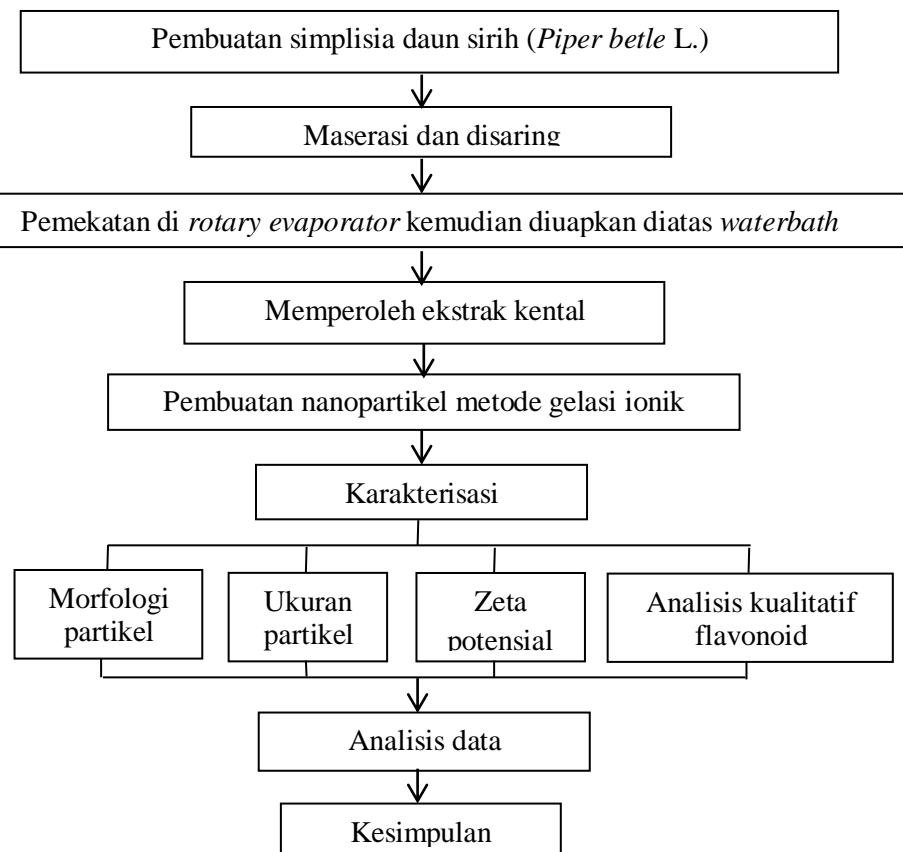 Pembuatan simplisia daun sirih (Piper betle L.)
Maserasi dan disaring
Pemekatan di rotary evaporator kemudian diuapkan diatas waterbath
Memperoleh ekstrak kental
Pembuatan nanopartikel metode gelasi ionik
Karakterisasi
Morfologi
partikel
Ukuran
partikel
Zeta
potensial
Analisis kualitatif
flavonoid
Analisis data
Kesimpulan